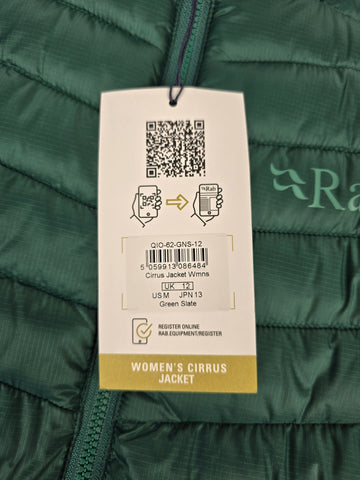 Rab
Rab
QIO-62-GNS-12
5 059913 086484
Cirrus Jacket Wmns
UK 12
US M JPN 13
Green Slate
REGISTER ONLINE
RAB.EQUIPMENT/REGISTER
WOMEN'S CIRRUS
JACKET